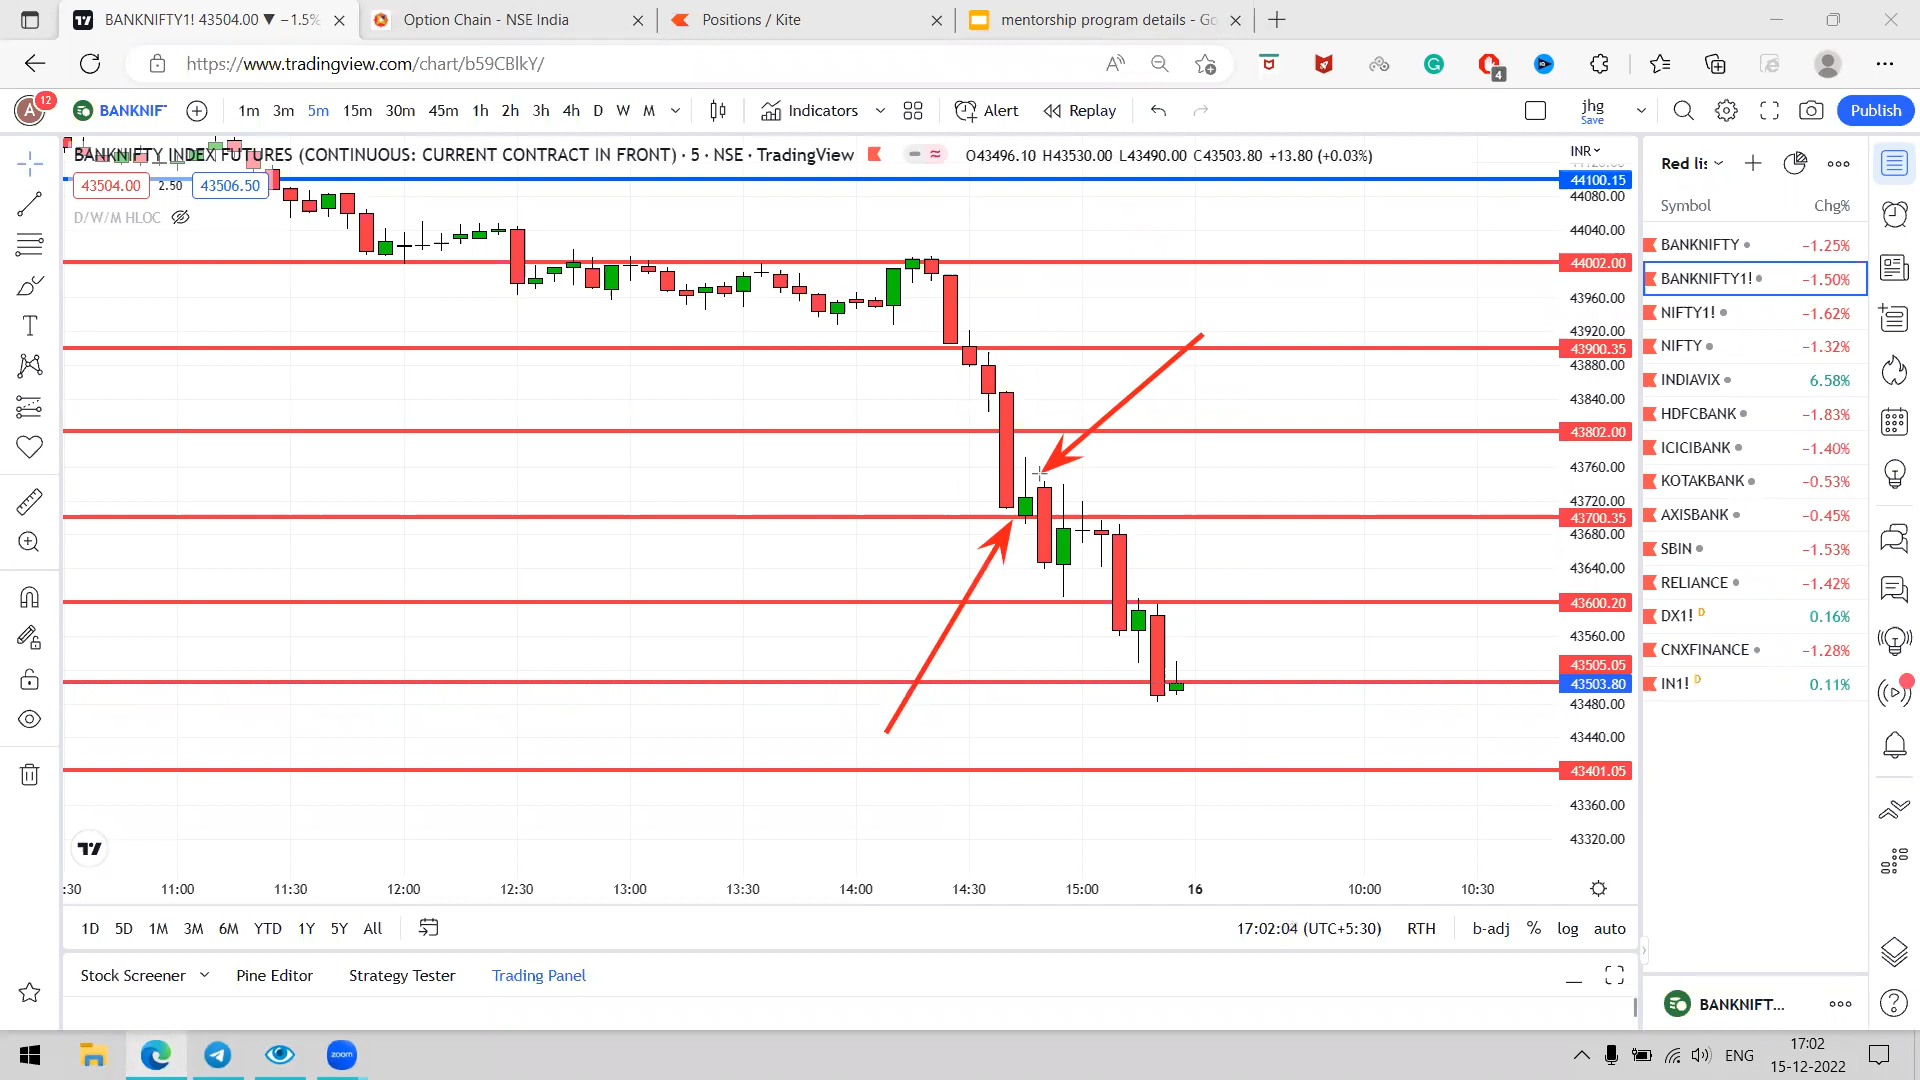 BANKNIFTY1! 43504.00 ▼ −1.5%
Option Chain - NSE India
Positions / Kite
mentorship program details - Go
https://www.tradingview.com/chart/b59CBlkY/
4
A 12 BANKNIF 1m 3m 5m 15m 30m 45m 1h 2h 3h 4h D W M Indicators Alert Replay jhg Save Publish
BANKNIFTY INDEX FUTURES (CONTINUOUS: CURRENT CONTRACT IN FRONT) · 5 · NSE · TradingView O43496.10 H43530.00 L43490.00 C43503.80 +13.80 (+0.03%)
43504.00 2.50 43506.50
D/W/M HLOC
INR
44100.15
44080.00
44040.00
44002.00
43960.00
43920.00
43900.35
43880.00
43840.00
43802.00
43760.00
43720.00
43700.35
43680.00
43640.00
43600.20
43560.00
43505.05
43503.80
43480.00
43440.00
43401.05
43360.00
43320.00
:30 11:00 11:30 12:00 12:30 13:00 13:30 14:00 14:30 15:00 16 10:00 10:30
1D 5D 1M 3M 6M YTD 1Y 5Y All 17:02:04 (UTC+5:30) RTH b-adj % log auto
Stock Screener Pine Editor Strategy Tester Trading Panel
Red lis
Symbol Chg%
BANKNIFTY −1.25%
BANKNIFTY1! −1.50%
NIFTY1! −1.62%
NIFTY −1.32%
INDIAVIX 6.58%
HDFCBANK −1.83%
ICICIBANK −1.40%
KOTAKBANK −0.53%
AXISBANK −0.45%
SBIN −1.53%
RELIANCE −1.42%
DX1! D 0.16%
CNXFINANCE −1.28%
IN1! D 0.11%
BANKNIFT...
zoom
ENG
17:02
15-12-2022